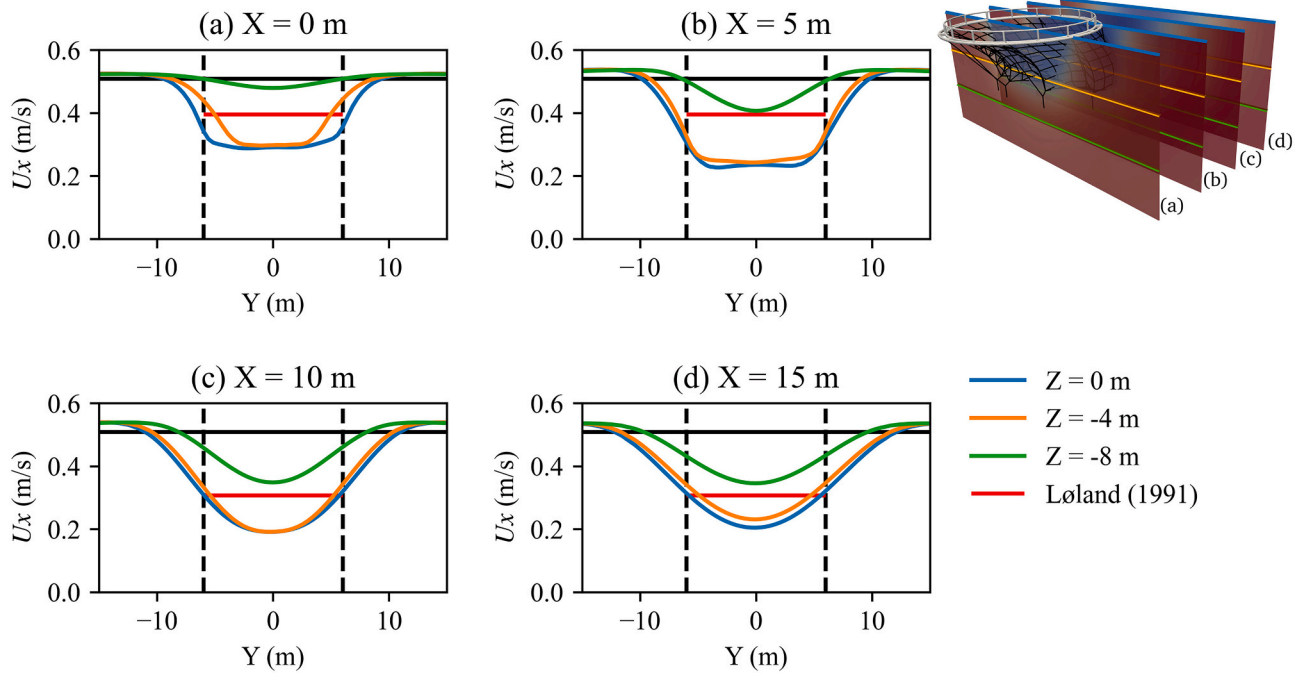 (a) X = 0 m
0.6
0.4
0.2
0.0
Ux (m/s)
−10 0 10
Y (m)
(b) X = 5 m
0.6
0.4
0.2
0.0
Ux (m/s)
−10 0 10
Y (m)
(a)
(b)
(c)
(d)
(c) X = 10 m
0.6
0.4
0.2
0.0
Ux (m/s)
−10 0 10
Y (m)
(d) X = 15 m
0.6
0.4
0.2
0.0
Ux (m/s)
−10 0 10
Y (m)
Z = 0 m
Z = -4 m
Z = -8 m
Løland (1991)